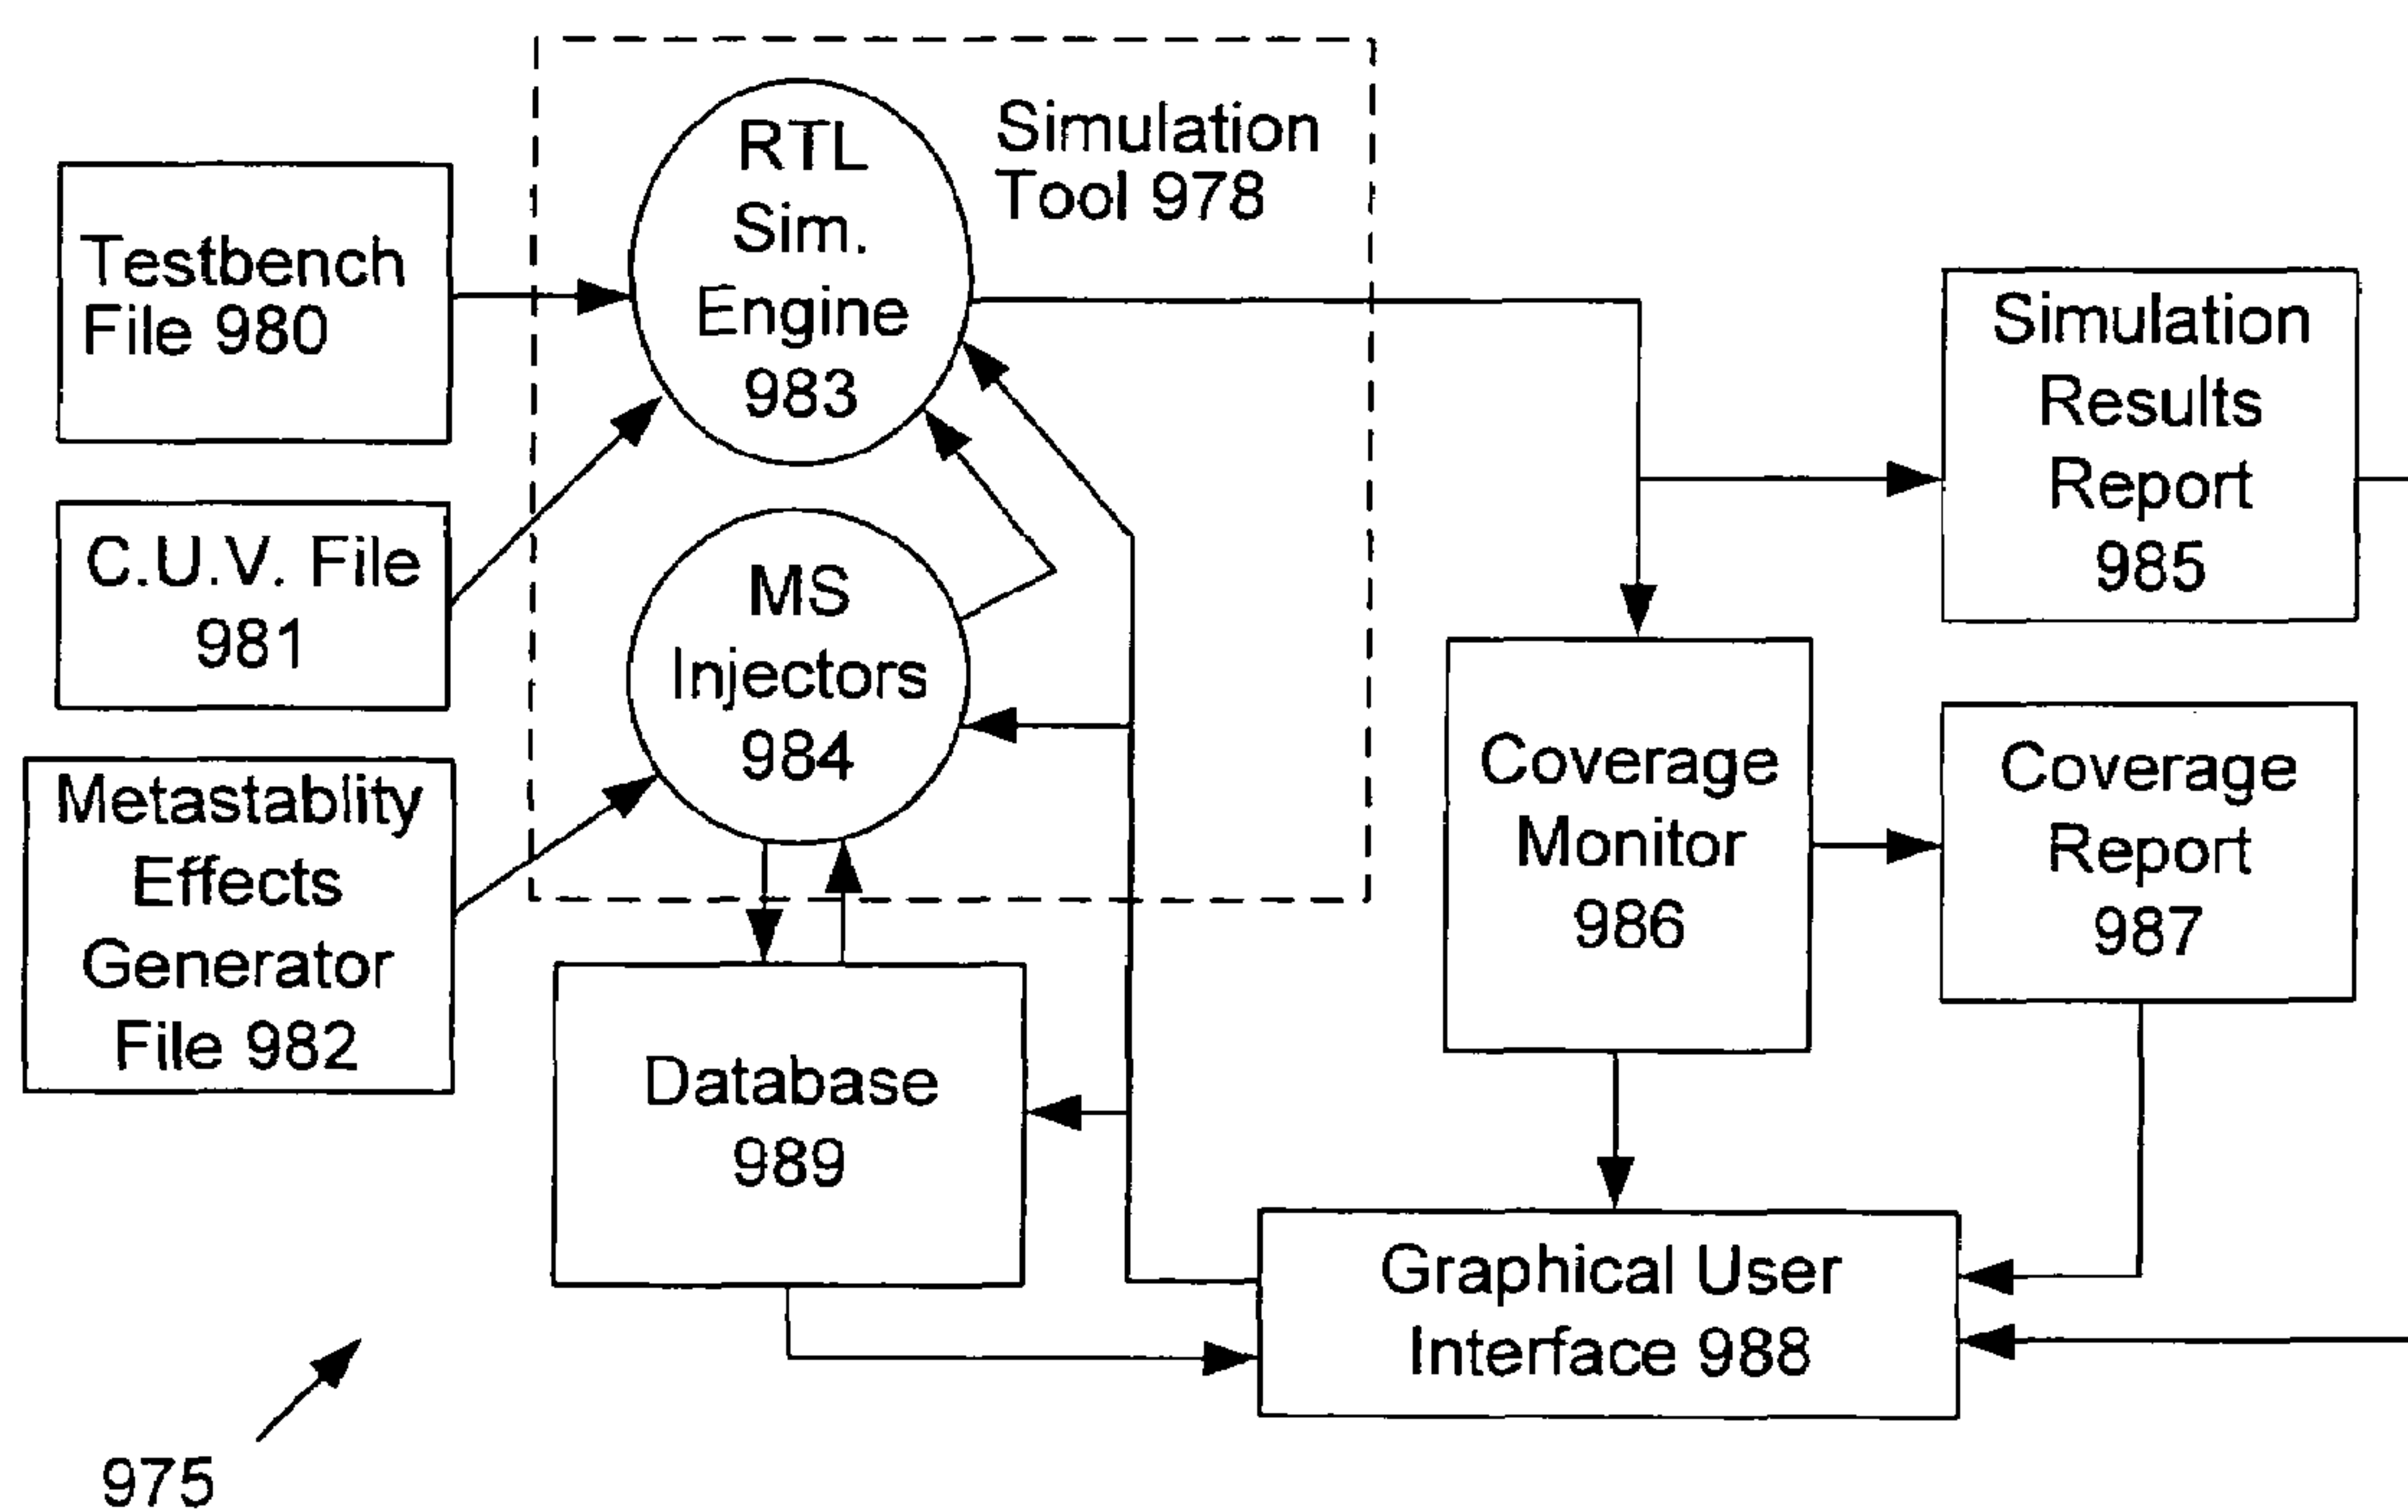 RTL
Sim.
Engine
983
Simulation
Tool 978
Testbench
File 980
C.U.V. File
981
MS
Injectors
984
Metastablity
Effects
Generator
File 982
Database
989
Simulation
Results
Report
985
Coverage
Monitor
986
Coverage
Report
987
Graphical User
Interface 988
975